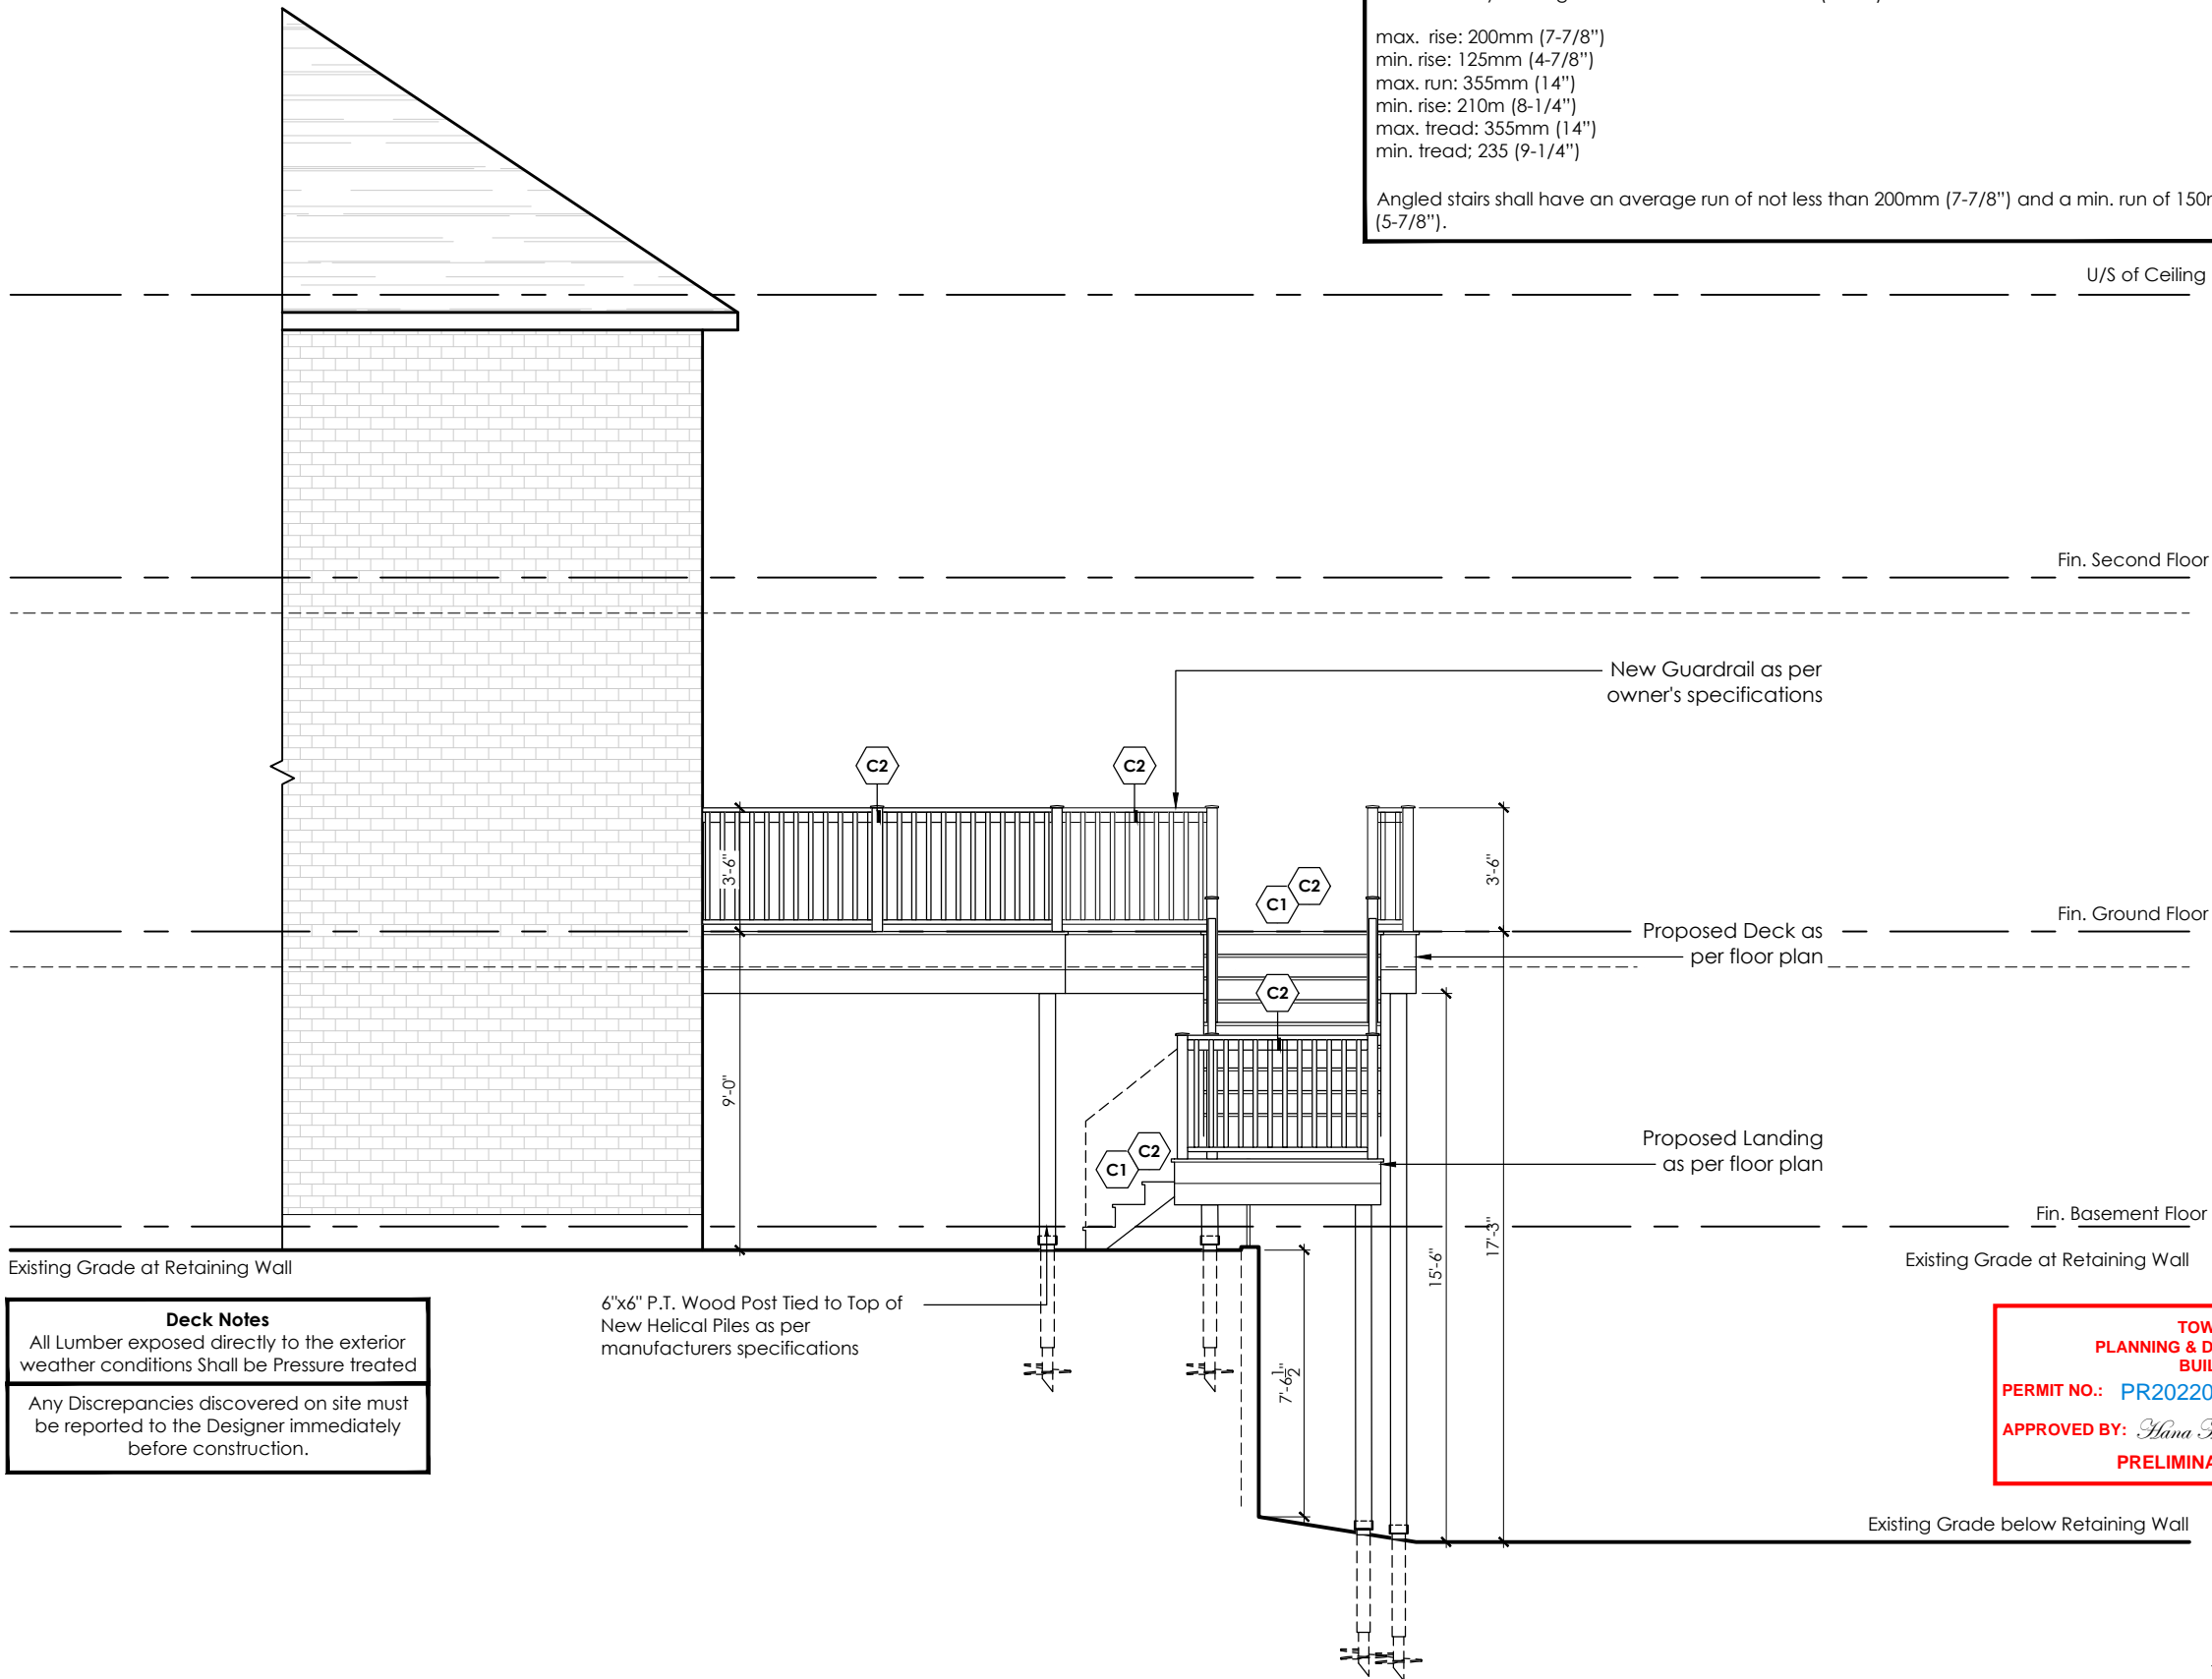 max. rise: 200mm (7-7/8")
min. rise: 125mm (4-7/8")
max. run: 355mm (14")
min. rise: 210m (8-1/4")
max. tread: 355mm (14")
min. tread; 235 (9-1/4")
Angled stairs shall have an average run of not less than 200mm (7-7/8") and a min. run of 150
(5-7/8").
U/S of Ceiling
Fin. Second Floor
New Guardrail as per
owner's specifications
C2
C2
3'-6"
3'-6"
C1
C2
Fin. Ground Floor
Proposed Deck as
per floor plan
C2
9'-0"
Proposed Landing
as per floor plan
C1
C2
15'-6"
17'-3"
Fin. Basement Floor
Existing Grade at Retaining Wall
Existing Grade at Retaining Wall
Deck Notes
All Lumber exposed directly to the exterior
weather conditions Shall be Pressure treated
Any Discrepancies discovered on site must
be reported to the Designer immediately
before construction.
6"x6" P.T. Wood Post Tied to Top of
New Helical Piles as per
manufacturers specifications
7'-6 1/2"
TOW
PLANNING & D
BUIL
PERMIT NO.: PR20220
APPROVED BY: Hana
PRELIMINA
Existing Grade below Retaining Wall